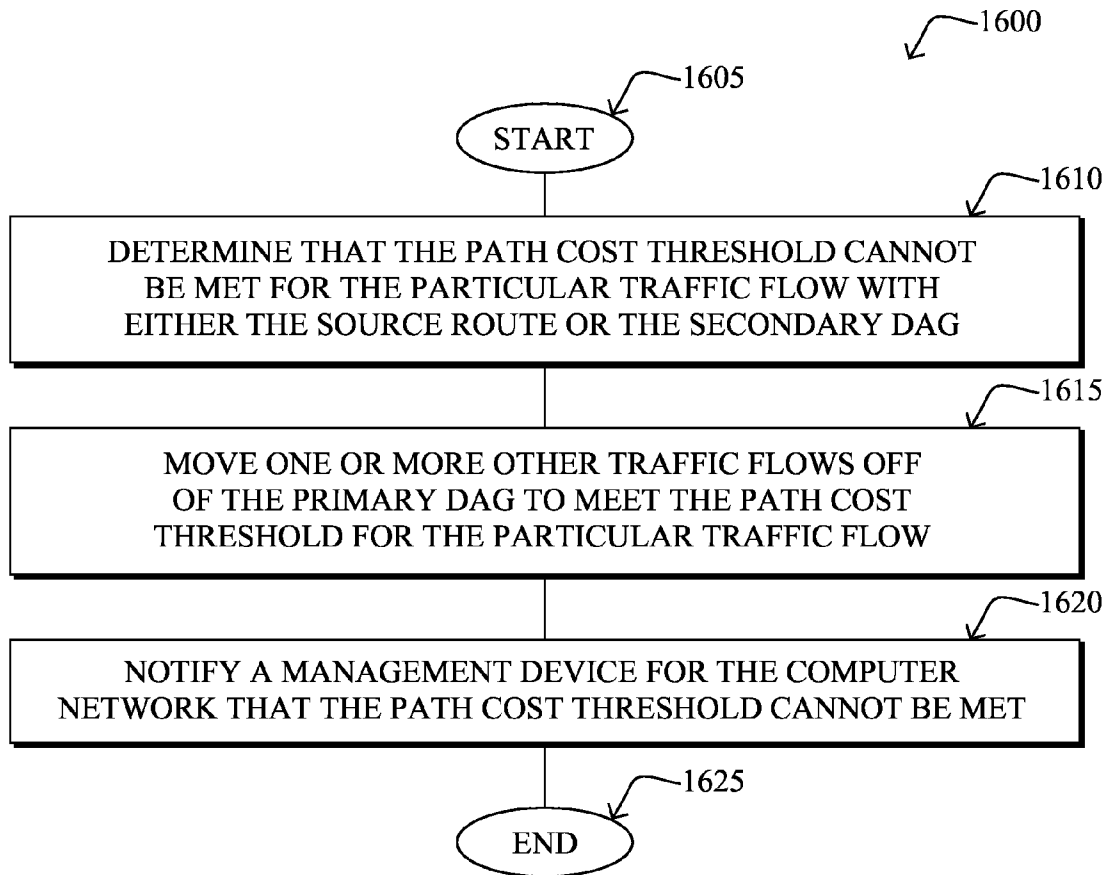 1600
1605
START
1610
DETERMINE THAT THE PATH COST THRESHOLD CANNOT
BE MET FOR THE PARTICULAR TRAFFIC FLOW WITH
EITHER THE SOURCE ROUTE OR THE SECONDARY DAG
1615
MOVE ONE OR MORE OTHER TRAFFIC FLOWS OFF
OF THE PRIMARY DAG TO MEET THE PATH COST
THRESHOLD FOR THE PARTICULAR TRAFFIC FLOW
1620
NOTIFY A MANAGEMENT DEVICE FOR THE COMPUTER
NETWORK THAT THE PATH COST THRESHOLD CANNOT BE MET
1625
END